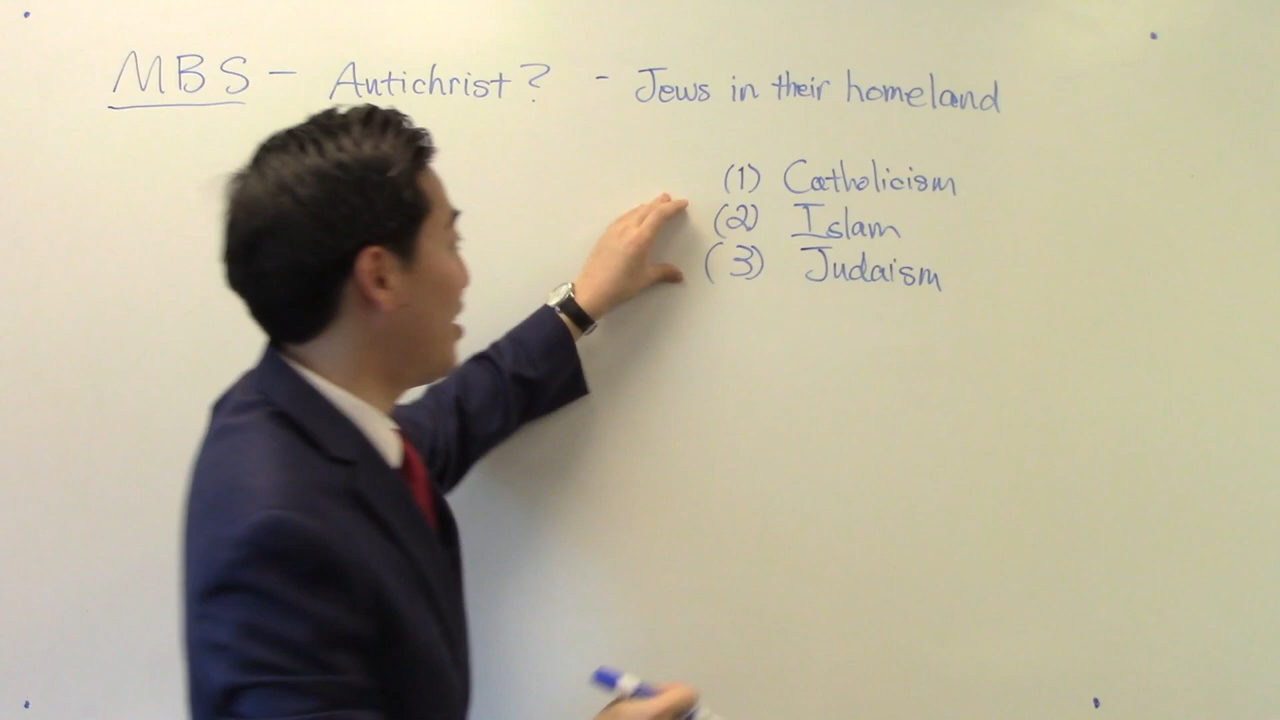 MBS - Antichrist? - Jews in their homeland
(1) Catholicism
(2) Islam
(3) Judaism